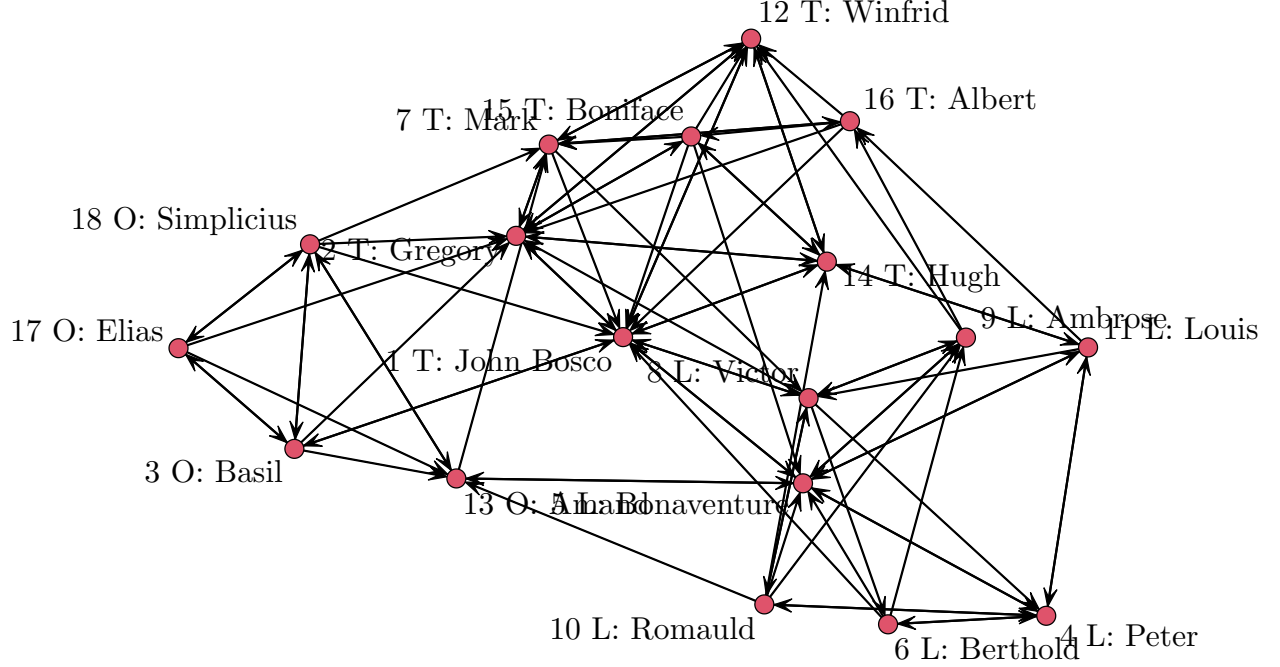 12 T: Winfrid
16 T: Albert
15 T: Boniface
7 T: Mark
18 O: Simplicius
2 T: Gregory
14 T: Hugh
9 L: Ambrose
11 L: Louis
17 O: Elias
1 T: John Bosco
8 L: Victor
3 O: Basil
13 O: Amand
5 L: Bonaventure
10 L: Romauld
4 L: Peter
6 L: Berthold